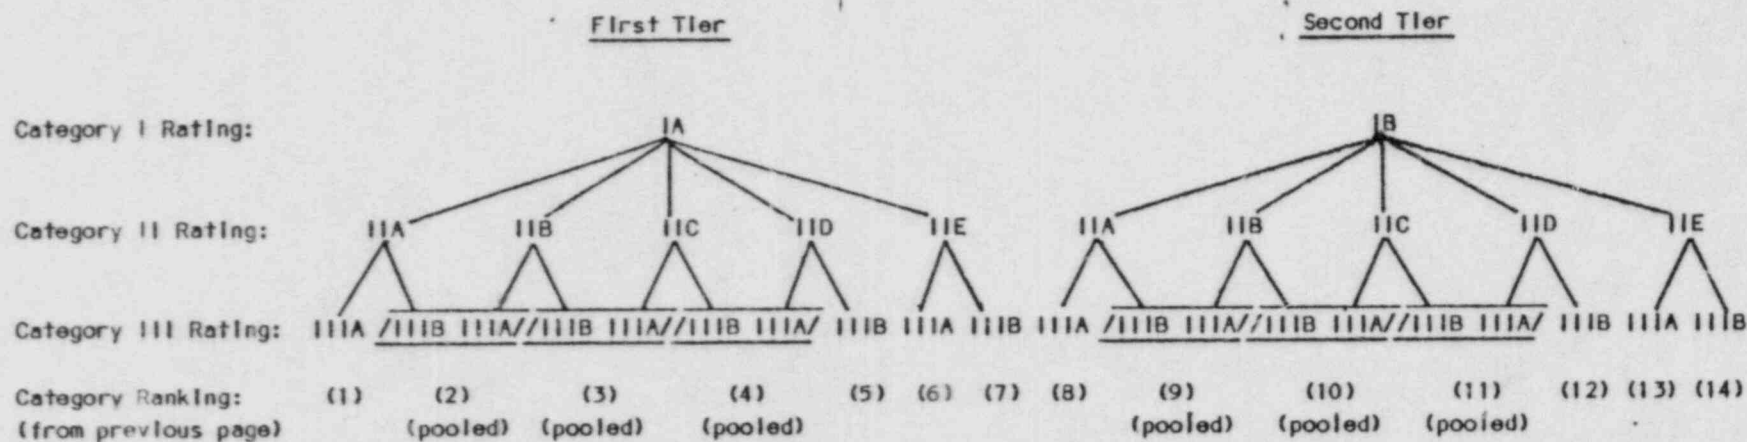 First Tier Second Tier
Category I Rating: IA IB
Category II Rating: IIA IIB IIC IID IIE IIA IIB IIC IID IIE
Category III Rating: IIIA /IIIB IIIA//IIIB IIIA//IIIB IIIA/ IIIB IIIA IIIB IIIA /IIIB IIIA//IIIB IIIA//IIIB IIIA/ IIIB IIIA IIIB
Category Ranking: (1) (2) (3) (4) (5) (6) (7) (8) (9) (10) (11) (12) (13) (14)
(from previous page) (pooled) (pooled) (pooled) (pooled) (pooled) (pooled)